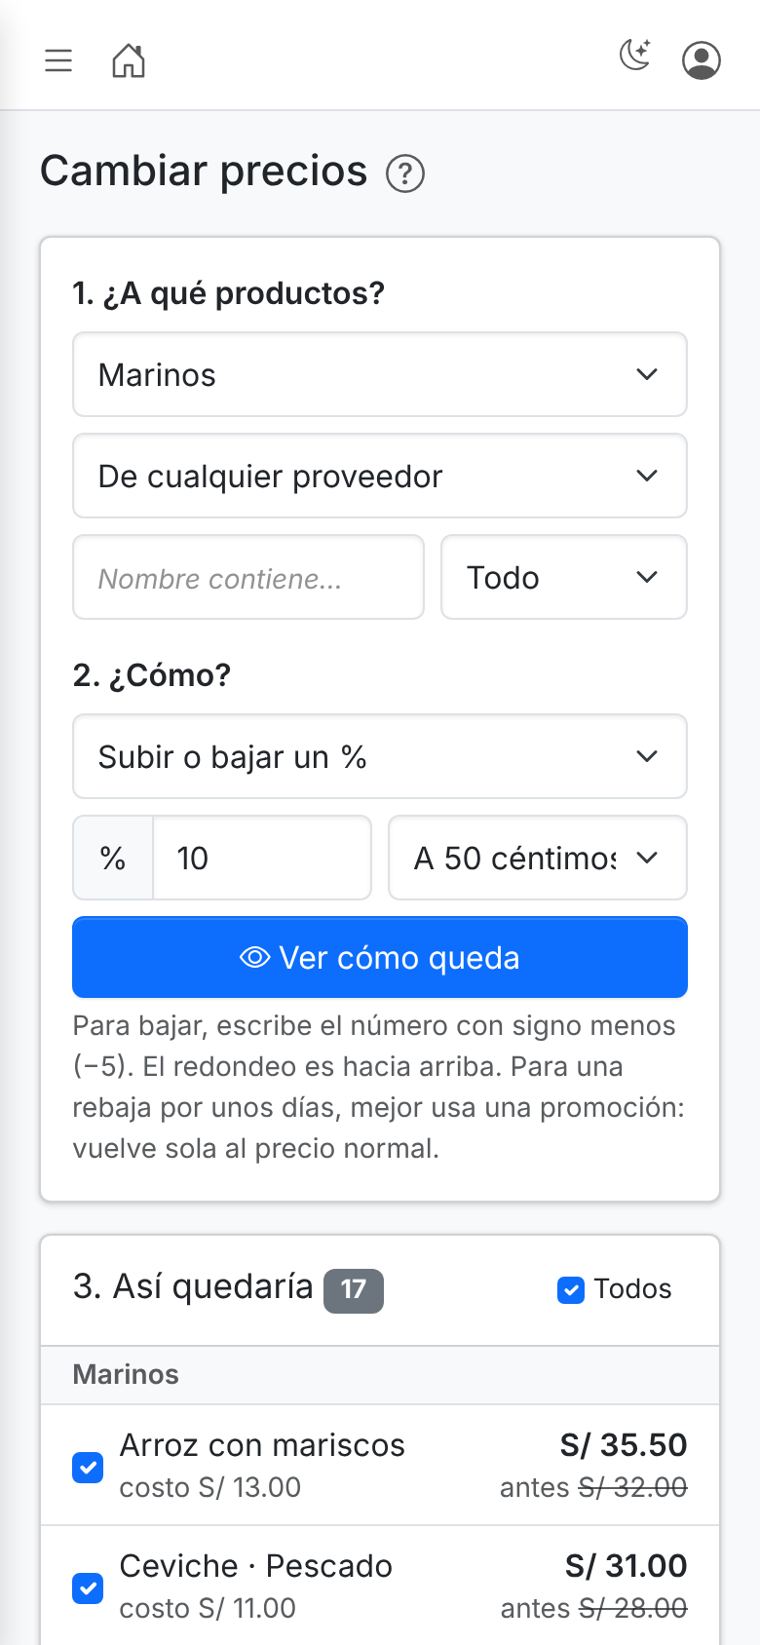 Cambiar precios ?
1. ¿A qué productos?
Marinos
De cualquier proveedor
Nombre contiene... Todo
2. ¿Cómo?
Subir o bajar un %
% 10 A 50 céntimos
Ver cómo queda
Para bajar, escribe el número con signo menos
(−5). El redondeo es hacia arriba. Para una
rebaja por unos días, mejor usa una promoción:
vuelve sola al precio normal.
3. Así quedaría 17 Todos
Marinos
Arroz con mariscos S/ 35.50
costo S/ 13.00 antes S/ 32.00
Ceviche · Pescado S/ 31.00
costo S/ 11.00 antes S/ 28.00